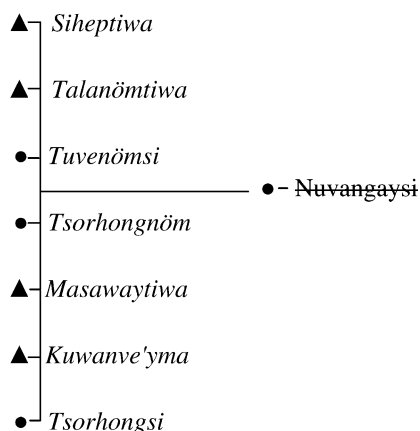 Siheptiwa
Talanömtiwa
Tuvenömsi
Nuvangaysi
Tsorhongnöm
Masawaytiwa
Kuwanve'yma
Tsorhongsi